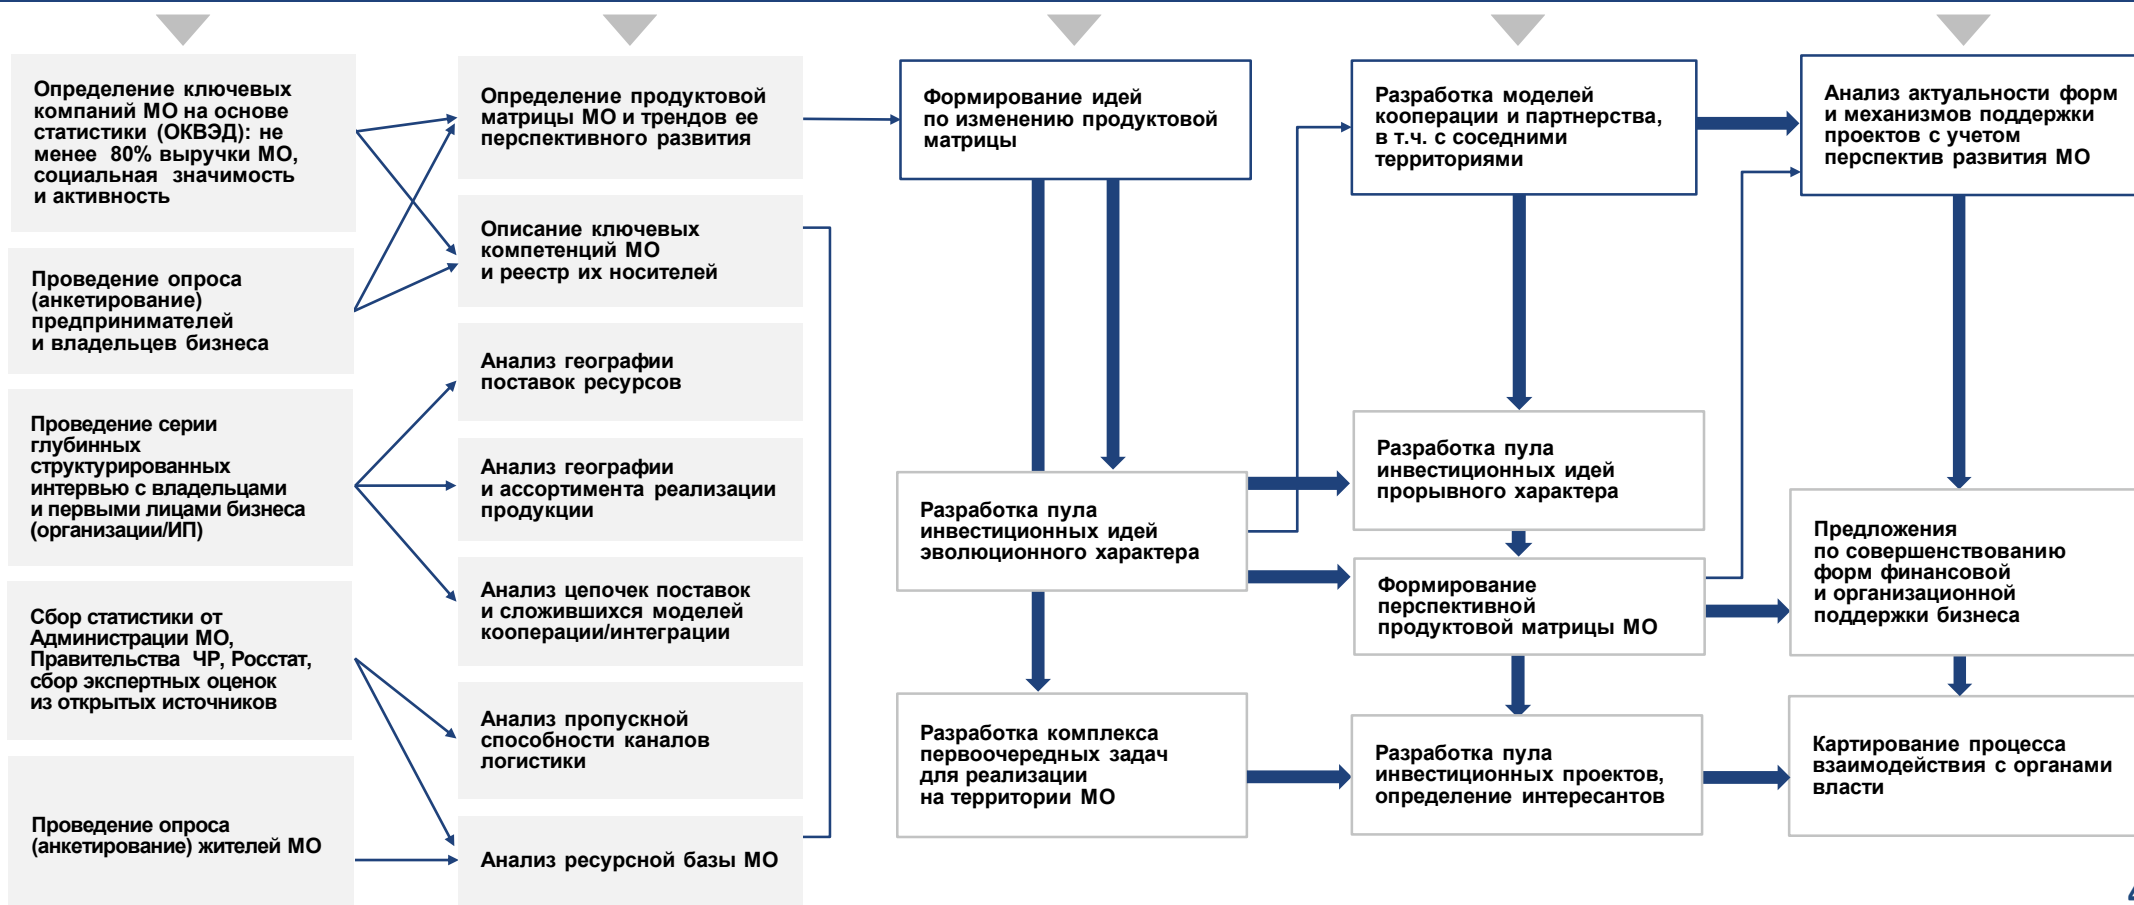 Определение ключевых
компаний МО на основе
статистики (ОКВЭД): не
менее 80% выручки МО,
социальная значимость
и активность
Проведение опроса
(анкетирование)
предпринимателей
и владельцев бизнеса
Проведение серии
глубинных
структурированных
интервью с владельцами
и первыми лицами бизнеса
(организации/ИП)
Сбор статистики от
Администрации МО,
Правительства ЧР, Росстат,
сбор экспертных оценок
из открытых источников
Проведение опроса
(анкетирование) жителей МО
Определение продуктовой
матрицы МО и трендов ее
перспективного развития
Описание ключевых
компетенций МО
и реестр их носителей
Анализ географии
поставок ресурсов
Анализ географии
и ассортимента реализации
продукции
Анализ цепочек поставок
и сложившихся моделей
кооперации/интеграции
Анализ пропускной
способности каналов
логистики
Анализ ресурсной базы МО
Формирование идей
по изменению продуктовой
матрицы
Разработка пула
инвестиционных идей
эволюционного характера
Разработка комплекса
первоочередных задач
для реализации
на территории МО
Разработка моделей
кооперации и партнерства,
в т.ч. с соседними
территориями
Разработка пула
инвестиционных идей
прорывного характера
Формирование
перспективной
продуктовой матрицы МО
Разработка пула
инвестиционных проектов,
определение интересантов
Анализ актуальности форм
и механизмов поддержки
проектов с учетом
перспектив развития МО
Предложения
по совершенствованию
форм финансовой
и организационной
поддержки бизнеса
Картирование процесса
взаимодействия с органами
власти